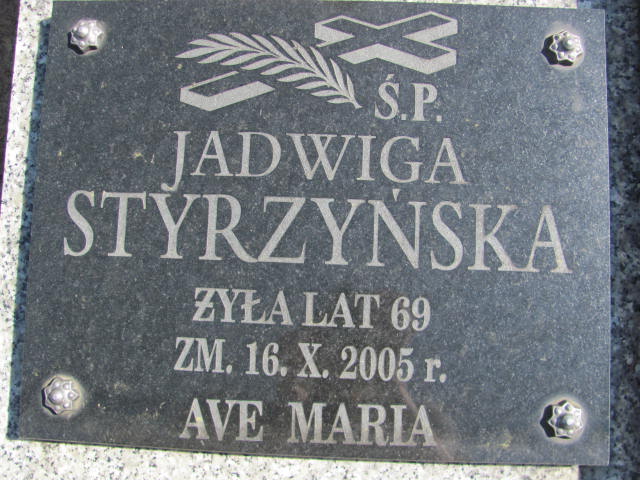 Ś.P.
JADWIGA
STYRZYŃSKA
ŻYŁA LAT 69
ZM. 16. X. 2005 r.
AVE MARIA